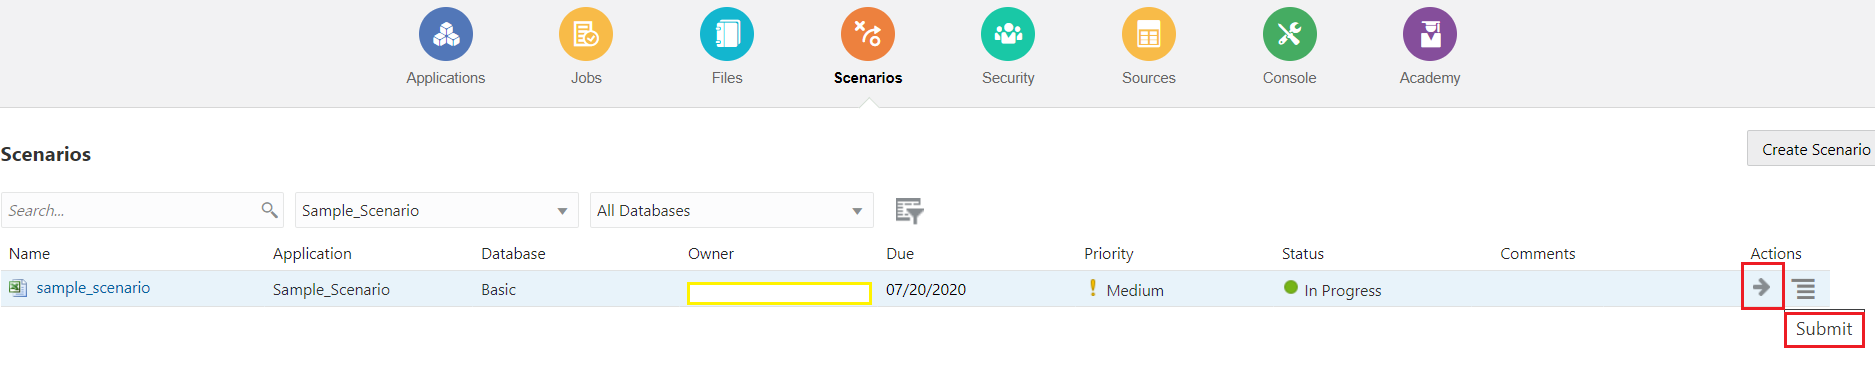 Applications Jobs Files Scenarios Security Sources Console Academy
Scenarios
Create Scenario
Search... Sample_Scenario All Databases
Name Application Database Owner Due Priority Status Comments Actions
sample_scenario Sample_Scenario Basic 07/20/2020 Medium In Progress
Submit